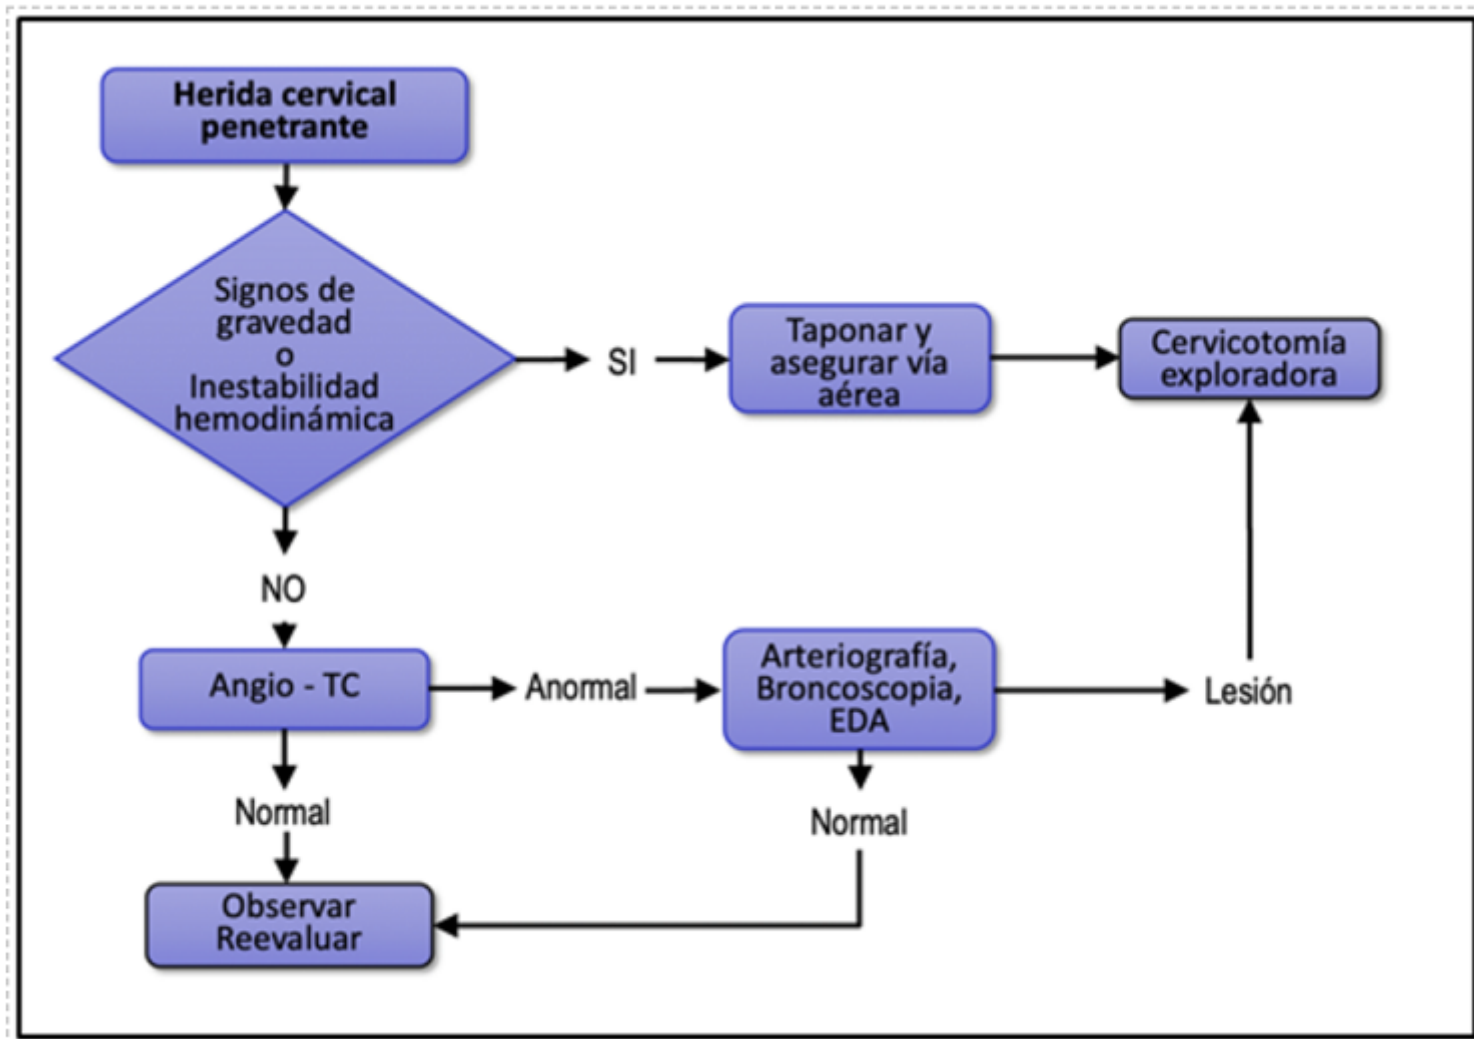 Herida cervical
penetrante
Signos de
gravedad
o
Inestabilidad
hemodinámica
SI
Taponar y
asegurar vía
aérea
Cervicotomía
exploradora
NO
Angio - TC
Anormal
Arteriografía,
Broncoscopia,
EDA
Lesión
Normal
Normal
Observar
Reevaluar